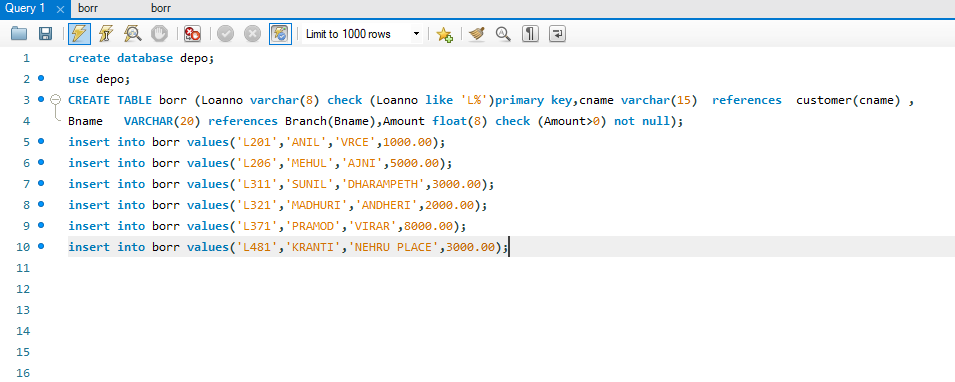 Query 1 borr borr
Limit to 1000 rows
1 create database depo;
2 use depo;
3 CREATE TABLE borr (Loanno varchar(8) check (Loanno like 'L%')primary key,cname varchar(15)  references  customer(cname) ,
4 Bname   VARCHAR(20) references Branch(Bname),Amount float(8) check (Amount>0) not null);
5 insert into borr values('L201','ANIL','VRCE',1000.00);
6 insert into borr values('L206','MEHUL','AJNI',5000.00);
7 insert into borr values('L311','SUNIL','DHARAMPETH',3000.00);
8 insert into borr values('L321','MADHURI','ANDHERI',2000.00);
9 insert into borr values('L371','PRAMOD','VIRAR',8000.00);
10 insert into borr values('L481','KRANTI','NEHRU PLACE',3000.00);
11
12
13
14
15
16